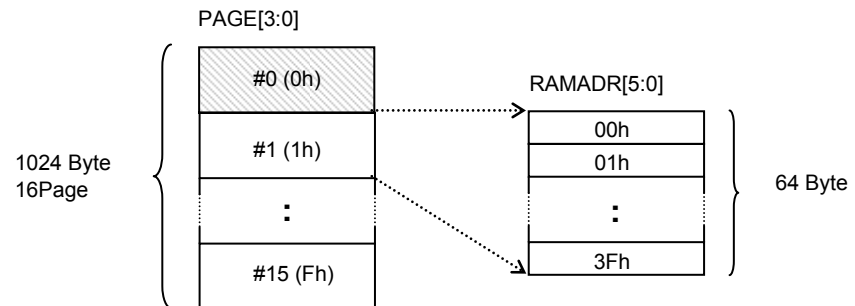 PAGE[3:0]
#0 (0h)
RAMADR[5:0]
00h
#1 (1h)
01h
1024 Byte
16Page
64 Byte
:
:
3Fh
#15 (Fh)